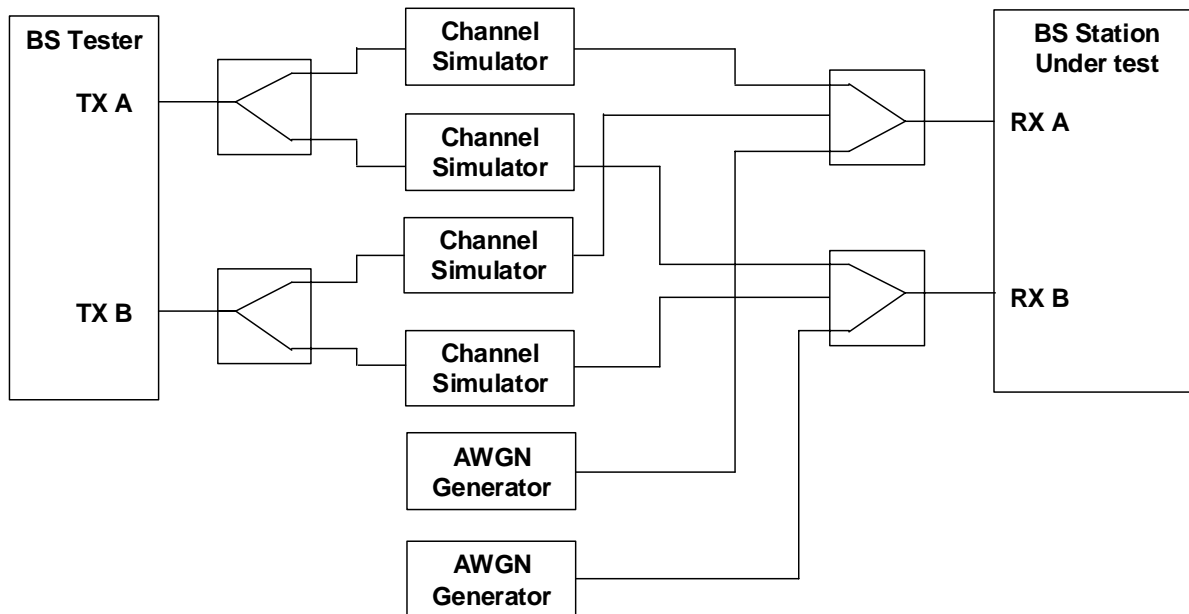 BS Tester
TX A
TX B
Channel
Simulator
Channel
Simulator
Channel
Simulator
Channel
Simulator
AWGN
Generator
AWGN
Generator
BS Station
Under test
RX A
RX B